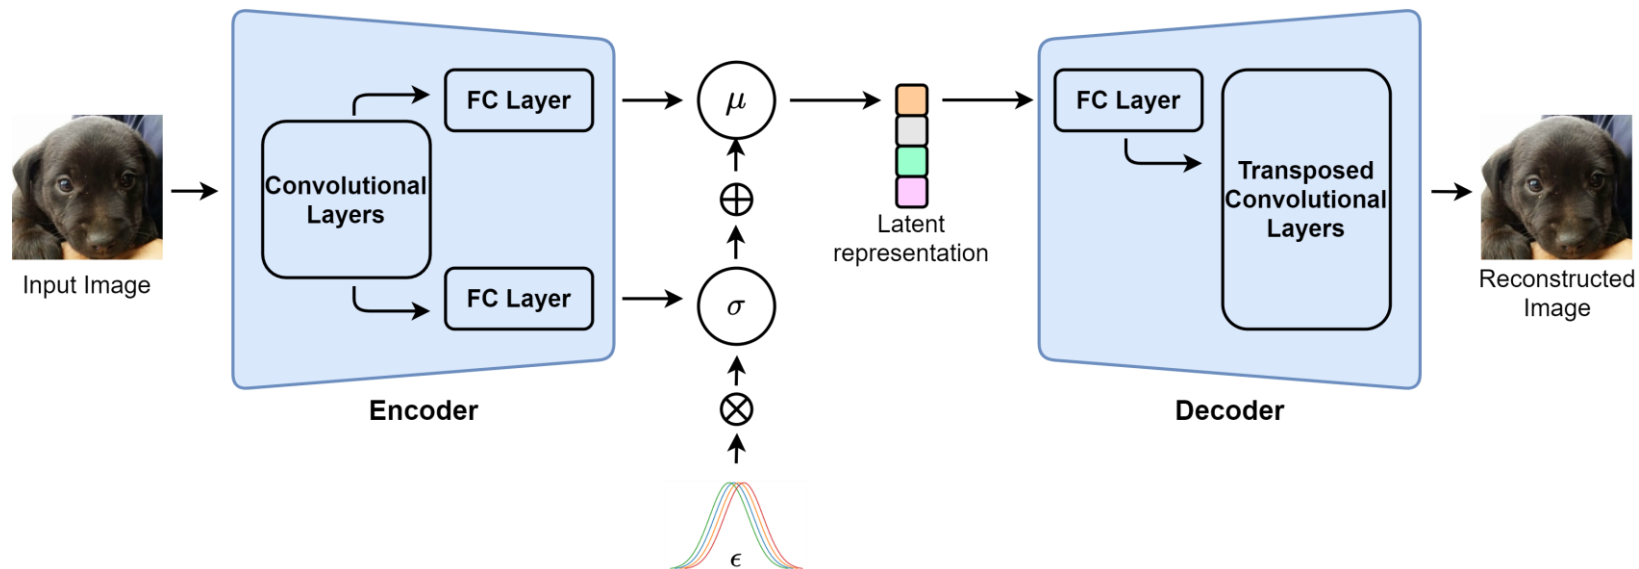 Input Image
Convolutional
Layers
FC Layer
FC Layer
Encoder
μ
σ
ϵ
Latent
representation
FC Layer
Transposed
Convolutional
Layers
Decoder
Reconstructed
Image